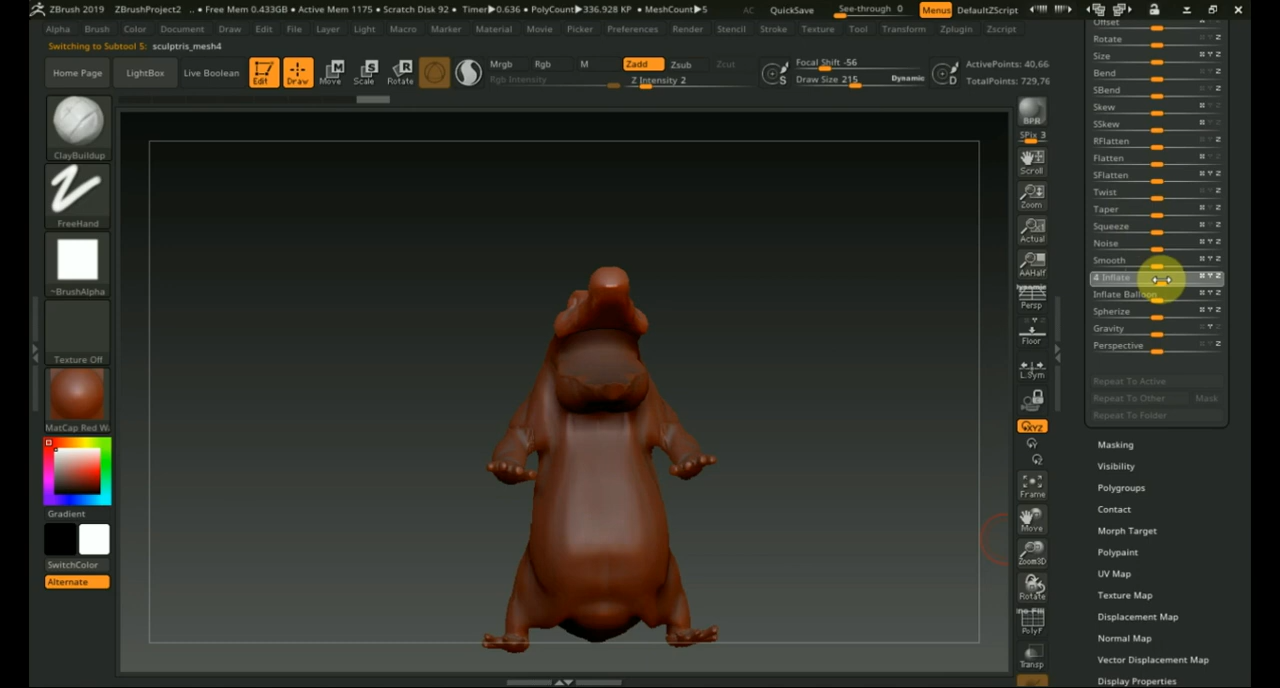 ZBrush 2019 ZBrushProject2 .. • Free Mem 0.433GB • Active Mem 1175 • Scratch Disk 92 • Timer▶0.636 • PolyCount▶336.928 KP • MeshCount▶5 AC QuickSave See-through 0 Menus DefaultZScript
Alpha Brush Color Document Draw Edit File Layer Light Macro Marker Material Movie Picker Preferences Render Stencil Stroke Texture Tool Transform Zplugin Zscript
Switching to Subtool 5: sculptris_mesh4
Home Page LightBox Live Boolean Edit Draw Move Scale Rotate
Mrgb Rgb M Zadd Zsub Zcut
Rgb Intensity Z Intensity 2
Focal Shift -56
Draw Size 215 Dynamic
ActivePoints: 40,66
TotalPoints: 729,76
ClayBuildup
FreeHand
~BrushAlpha
Texture Off
MatCap Red W
Gradient
SwitchColor
Alternate
BPR
SPix 3
Scroll
Zoom
Actual
AAHalf
Persp
Floor
L.Sym
XYZ
Frame
Move
Zoom3D
Rotate
PolyF
Transp
Offset
Rotate
Size
Bend
SBend
Skew
SSkew
RFlatten
Flatten
SFlatten
Twist
Taper
Squeeze
Noise
Smooth
4 Inflate
Inflate Balloon
Spherize
Gravity
Perspective
Repeat To Active
Repeat To Other Mask
Repeat To Folder
Masking
Visibility
Polygroups
Contact
Morph Target
Polypaint
UV Map
Texture Map
Displacement Map
Normal Map
Vector Displacement Map
Display Properties